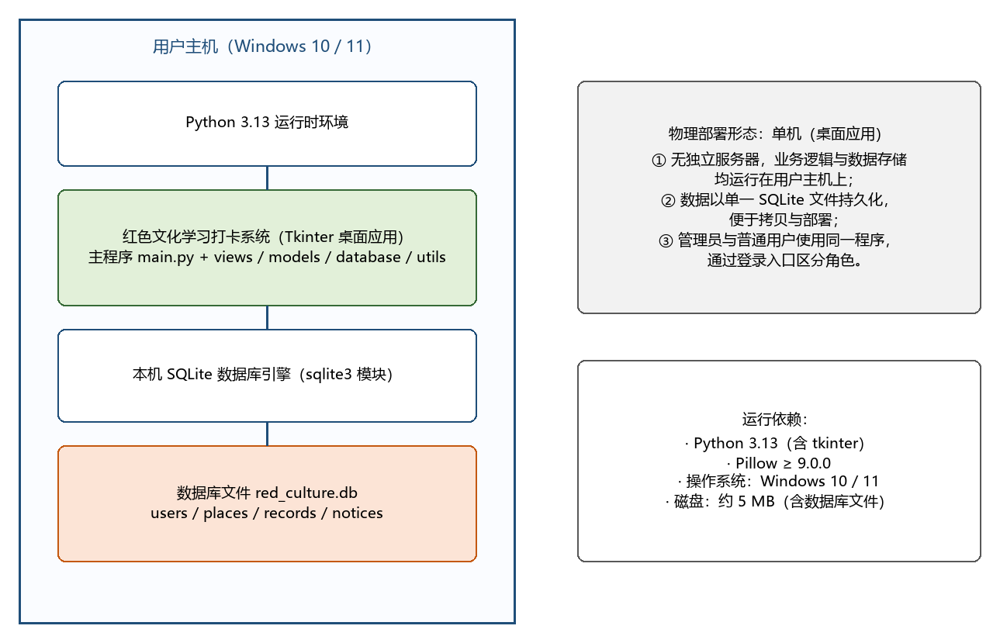 用户主机（Windows 10 / 11）
Python 3.13 运行时环境
红色文化学习打卡系统（Tkinter 桌面应用）
主程序 main.py + views / models / database / utils
本机 SQLite 数据库引擎（sqlite3 模块）
数据库文件 red_culture.db
users / places / records / notices
物理部署形态：单机（桌面应用）
① 无独立服务器，业务逻辑与数据存储
均运行在用户主机上；
② 数据以单一 SQLite 文件持久化，
便于拷贝与部署；
③ 管理员与普通用户使用同一程序，
通过登录入口区分角色。
运行依赖：
· Python 3.13（含 tkinter）
· Pillow ≥ 9.0.0
· 操作系统：Windows 10 / 11
· 磁盘：约 5 MB（含数据库文件）